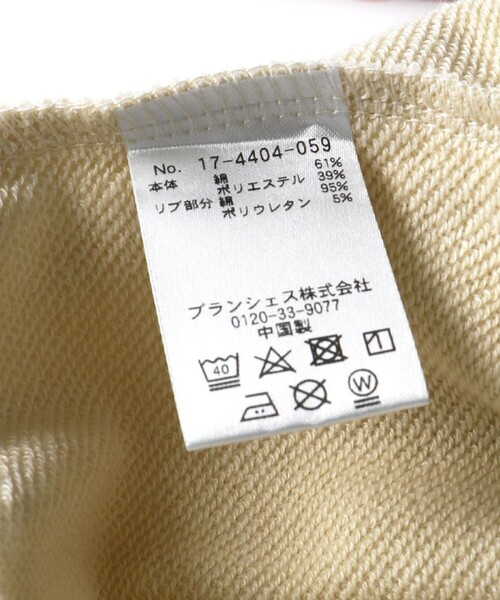 No. 17-4404-059
本体 綿 61%
ポリエステル 39%
リブ部分 綿 95%
ポリウレタン 5%
ブランシェス株式会社
0120-33-9077
中国製
40
W